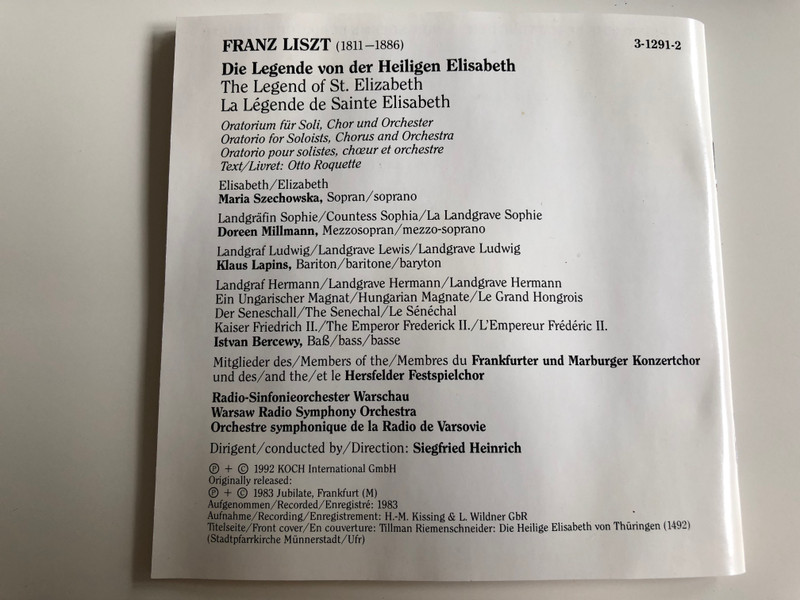 FRANZ LISZT (1811–1886) 3-1291-2
Die Legende von der Heiligen Elisabeth
The Legend of St. Elizabeth
La Légende de Sainte Elisabeth
Oratorium für Soli, Chor und Orchester
Oratorio for Soloists, Chorus and Orchestra
Oratorio pour solistes, chœur et orchestre
Text/Livret: Otto Roquette
Elisabeth/Elizabeth
Maria Szechowska, Sopran/soprano
Landgräfin Sophie/Countess Sophia/La Landgrave Sophie
Doreen Millmann, Mezzosopran/mezzo-soprano
Landgraf Ludwig/Landgrave Lewis/Landgrave Ludwig
Klaus Lapins, Bariton/baritone/baryton
Landgraf Hermann/Landgrave Hermann/Landgrave Hermann
Ein Ungarischer Magnat/Hungarian Magnate/Le Grand Hongrois
Der Seneschall/The Senechal/Le Sénéchal
Kaiser Friedrich II./The Emperor Frederick II./L'Empereur Frédéric II.
Istvan Bercewy, Baß/bass/basse
Mitglieder des/Members of the/Membres du Frankfurter und Marburger Konzertchor
und des/and the/et le Hersfelder Festspielchor
Radio-Sinfonieorchester Warschau
Warsaw Radio Symphony Orchestra
Orchestre symphonique de la Radio de Varsovie
Dirigent/conducted by/Direction: Siegfried Heinrich
℗ + © 1992 KOCH International GmbH
Originally released:
℗ + © 1983 Jubilate, Frankfurt (M)
Aufgenommen/Recorded/Enregistré: 1983
Aufnahme/Recording/Enregistrement: H.-M. Kissing & L. Wildner GbR
Titelseite/Front cover/En couverture: Tillman Riemenschneider: Die Heilige Elisabeth von Thüringen (1492)
(Stadtpfarrkirche Münnerstadt/Ufr)